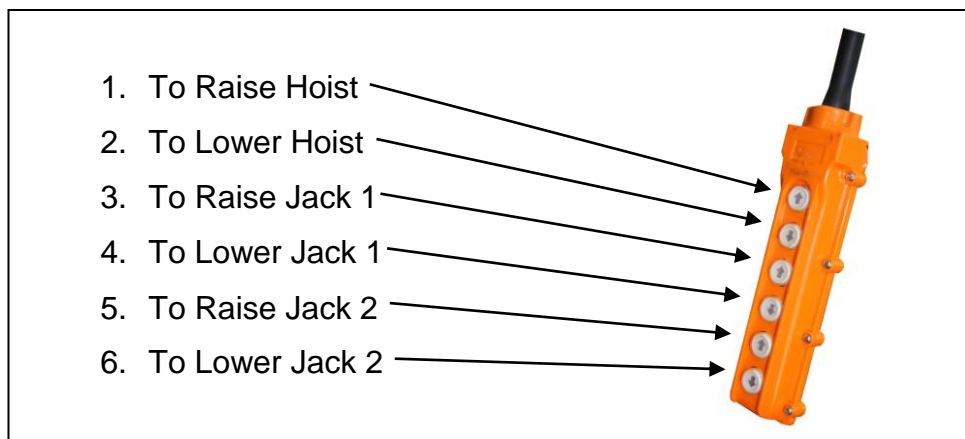 1. To Raise Hoist
2. To Lower Hoist
3. To Raise Jack 1
4. To Lower Jack 1
5. To Raise Jack 2
6. To Lower Jack 2